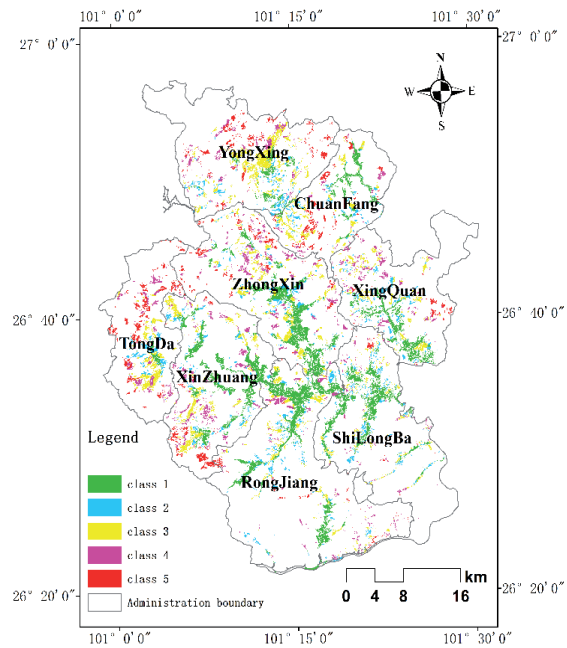 101° 0′ 0″ 101° 15′ 0″ 101° 30′ 0″
27° 0′ 0″ 27° 0′ 0″
N
W E
S
YongXing
ChuanFang
ZhongXin
XingQuan
26° 40′ 0″ 26° 40′ 0″
TongDa
XinZhuang
Legend
ShiLongBa
class 1
RongJiang
class 2
class 3
class 4
class 5
km
Administration boundary
0 4 8 16
26° 20′ 0″ 26° 20′ 0″
101° 0′ 0″ 101° 15′ 0″ 101° 30′ 0″